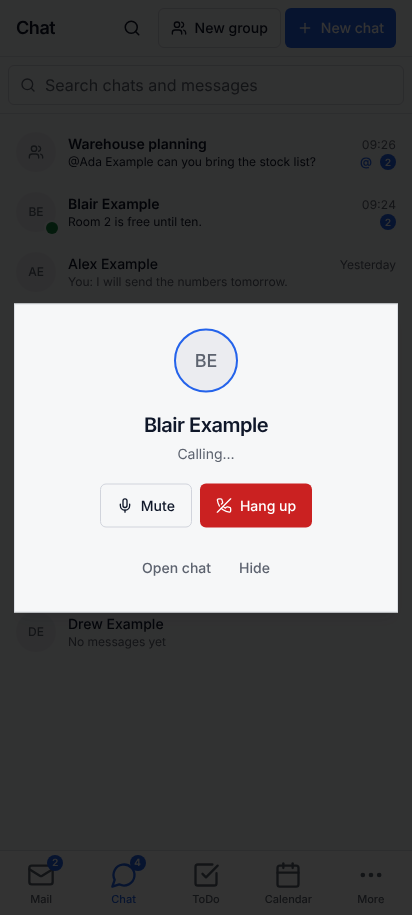 Chat
New group
New chat
Search chats and messages
Warehouse planning
09:26
@Ada Example can you bring the stock list?
@ 2
BE
Blair Example
09:24
Room 2 is free until ten.
2
AE
Alex Example
Yesterday
You: I will send the numbers tomorrow.
BE
Blair Example
Calling...
Mute
Hang up
Open chat
Hide
DE
Drew Example
No messages yet
2
4
Mail
Chat
ToDo
Calendar
More